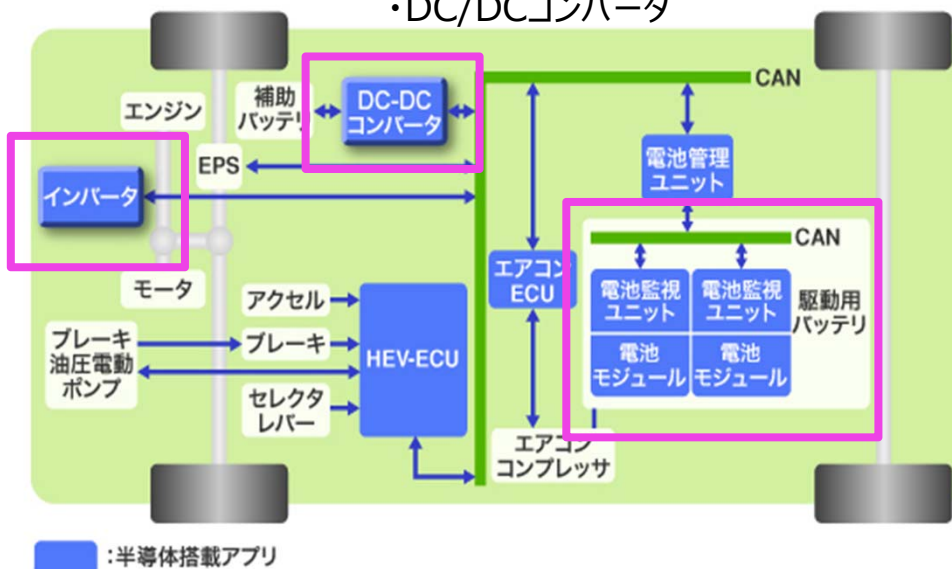 ・DC/DCコンバータ
CAN
エンジン
補助
バッテリ
DC-DC
コンバータ
EPS
電池管理
ユニット
インバータ
CAN
エアコン
ECU
電池監視
ユニット
電池監視
ユニット
駆動用
バッテリ
モータ
アクセル
ブレーキ
油圧電動
ポンプ
ブレーキ
HEV-ECU
電池
モジュール
電池
モジュール
セレクタ
レバー
エアコン
コンプレッサ
:半導体搭載アプリ